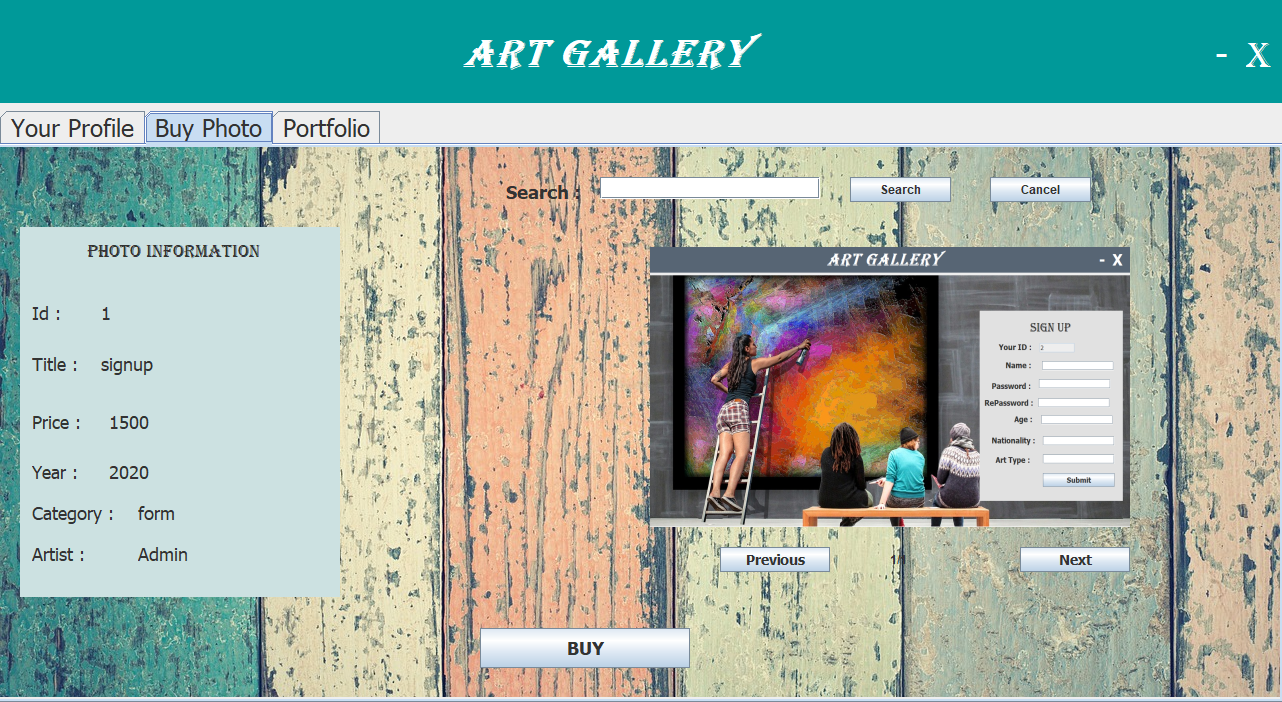 ART GALLERY
- X
Your Profile Buy Photo Portfolio
Search : Search Cancel
PHOTO INFORMATION
Id : 1
Title : signup
Price : 1500
Year : 2020
Category : form
Artist : Admin
ART GALLERY - X
SIGN UP
Your ID : 2
Name :
Password :
RePassword :
Age :
Nationality :
Art Type :
Submit
Previous Next
BUY